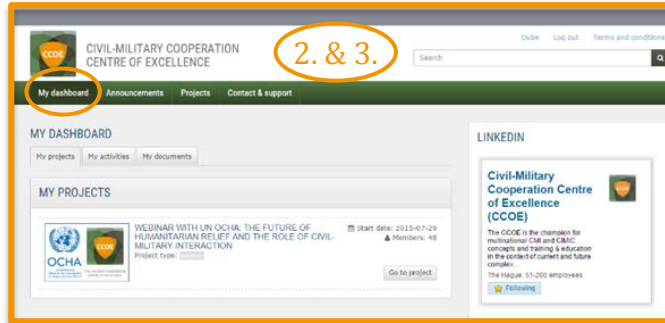 Dube Log out Terms and conditions
CCOE
CIVIL-MILITARY COOPERATION
CENTRE OF EXCELLENCE
2. & 3.
Search
My dashboard Announcements Projects Contact & support
MY DASHBOARD
My projects My activities My documents
MY PROJECTS
OCHA
CCOE
WEBINAR WITH UN OCHA: THE FUTURE OF
HUMANITARIAN RELIEF AND THE ROLE OF CIVIL-
MILITARY INTERACTION
Project type:
Start date: 2015-07-29
Members: 48
Go to project
LINKEDIN
Civil-Military
Cooperation Centre
of Excellence
(CCOE)
The CCOE is the champion for
multinational CMI and CIMIC
concepts and training & education
in the context of current and future
complex...
The Hague 51-200 employees
Following